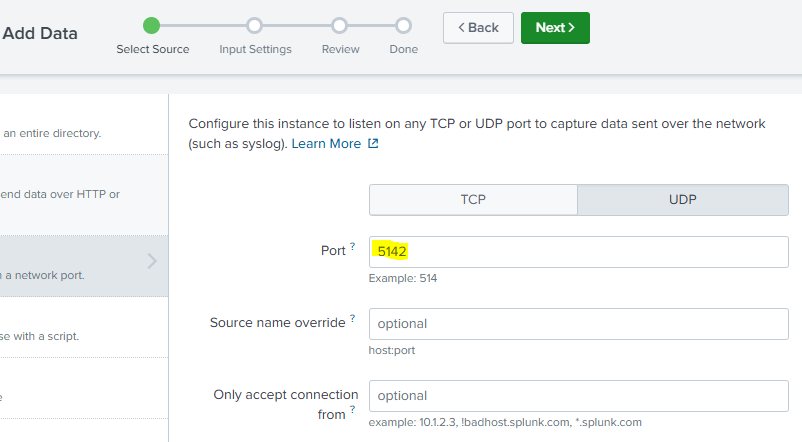 Add Data
Select Source
Input Settings
Review
Done
< Back
Next >
an entire directory.
end data over HTTP or
a network port.
se with a script.
e
Configure this instance to listen on any TCP or UDP port to capture data sent over the network
(such as syslog). Learn More
TCP
UDP
Port ?
5142
Example: 514
Source name override ?
optional
host:port
Only accept connection
from ?
optional
example: 10.1.2.3, !badhost.splunk.com, *.splunk.com